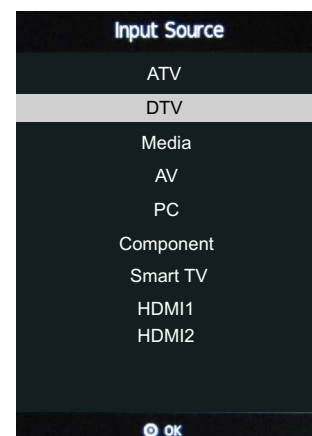 Input Source
ATV
DTV
Media
AV
PC
Component
Smart TV
HDMI1
HDMI2
OK